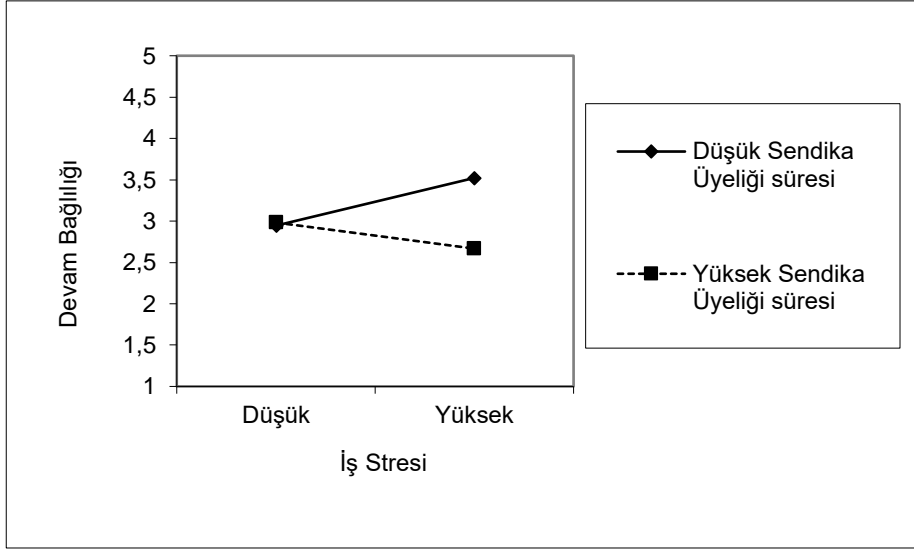 5
4,5
4
3,5
3
2,5
2
1,5
1
Devam Bağlılığı
Düşük
Yüksek
İş Stresi
Düşük Sendika
Üyeliği süresi
Yüksek Sendika
Üyeliği süresi